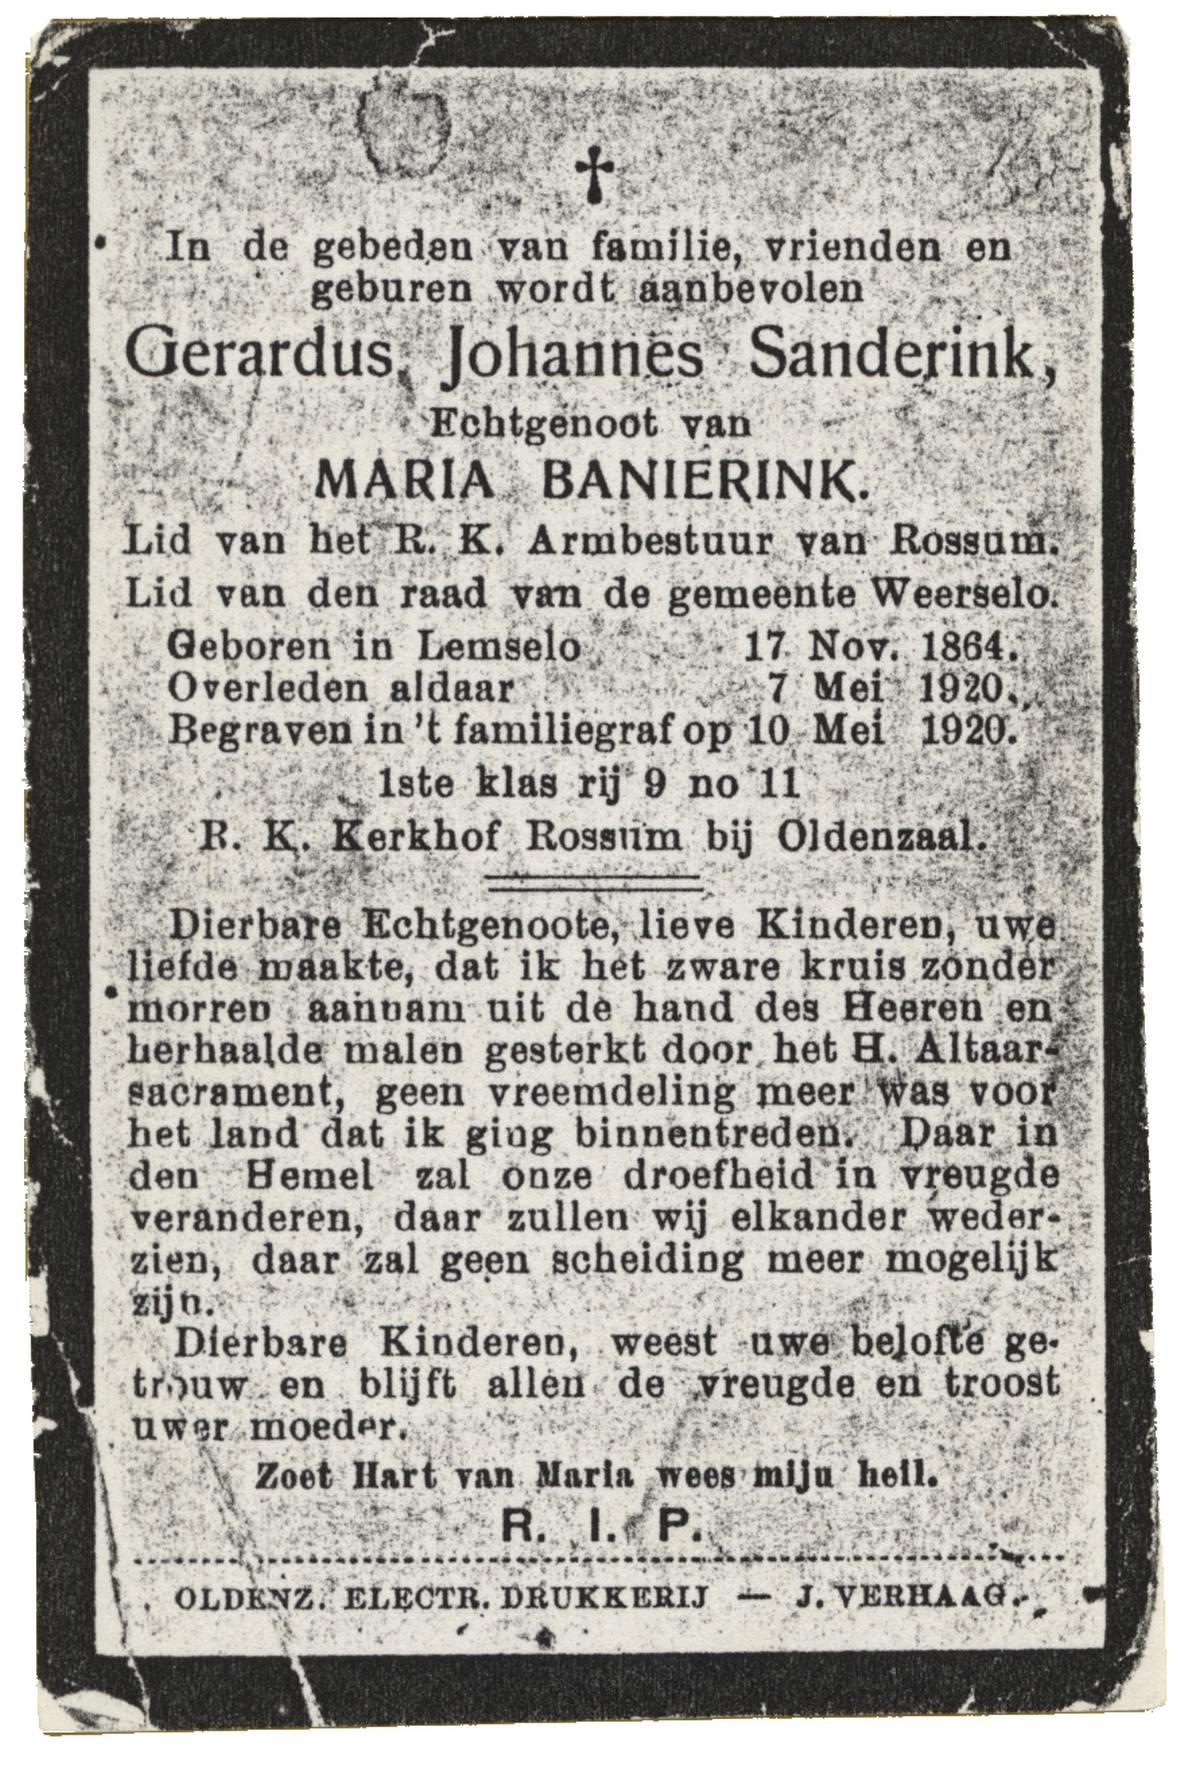 In de gebeden van familie, vrienden en
geburen wordt aanbevolen
Gerardus Johannes Sanderink,
Echtgenoot van
MARIA BANIERINK.
Lid van het R. K. Armbestuur van Rossum.
Lid van den raad van de gemeente Weerselo.
Geboren in Lemselo 17 Nov. 1864.
Overleden aldaar 7 Mei 1920.
Begraven in 't familiegraf op 10 Mei 1920.
1ste klas rij 9 no 11
R. K. Kerkhof Rossum bij Oldenzaal.
Dierbare Echtgenoote, lieve Kinderen, uwe
liefde maakte, dat ik het zware kruis zonder
morren aannam uit de hand des Heeren en
herhaalde malen gesterkt door het H. Altaar-
sacrament, geen vreemdeling meer was voor
het land dat ik ging binnentreden. Daar in
den Hemel zal onze droefheid in vreugde
veranderen, daar zullen wij elkander weder-
zien, daar zal geen scheiding meer mogelijk
zijn.
Dierbare Kinderen, weest uwe belofte ge-
trouw en blijft allen de vreugde en troost
uwer moeder.
Zoet Hart van Maria wees mijn heil.
R. I. P.
OLDENZ. ELECTR. DRUKKERIJ — J. VERHAAG.